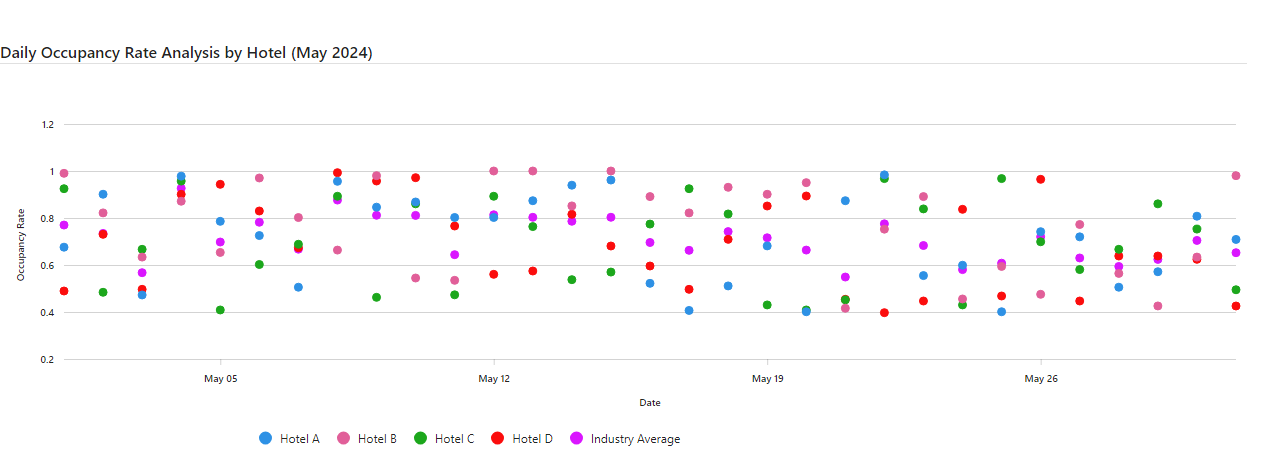 Daily Occupancy Rate Analysis by Hotel (May 2024)
1.2
1
0.8
0.6
0.4
0.2
Occupancy Rate
May 05 May 12 May 19 May 26
Date
Hotel A Hotel B Hotel C Hotel D Industry Average